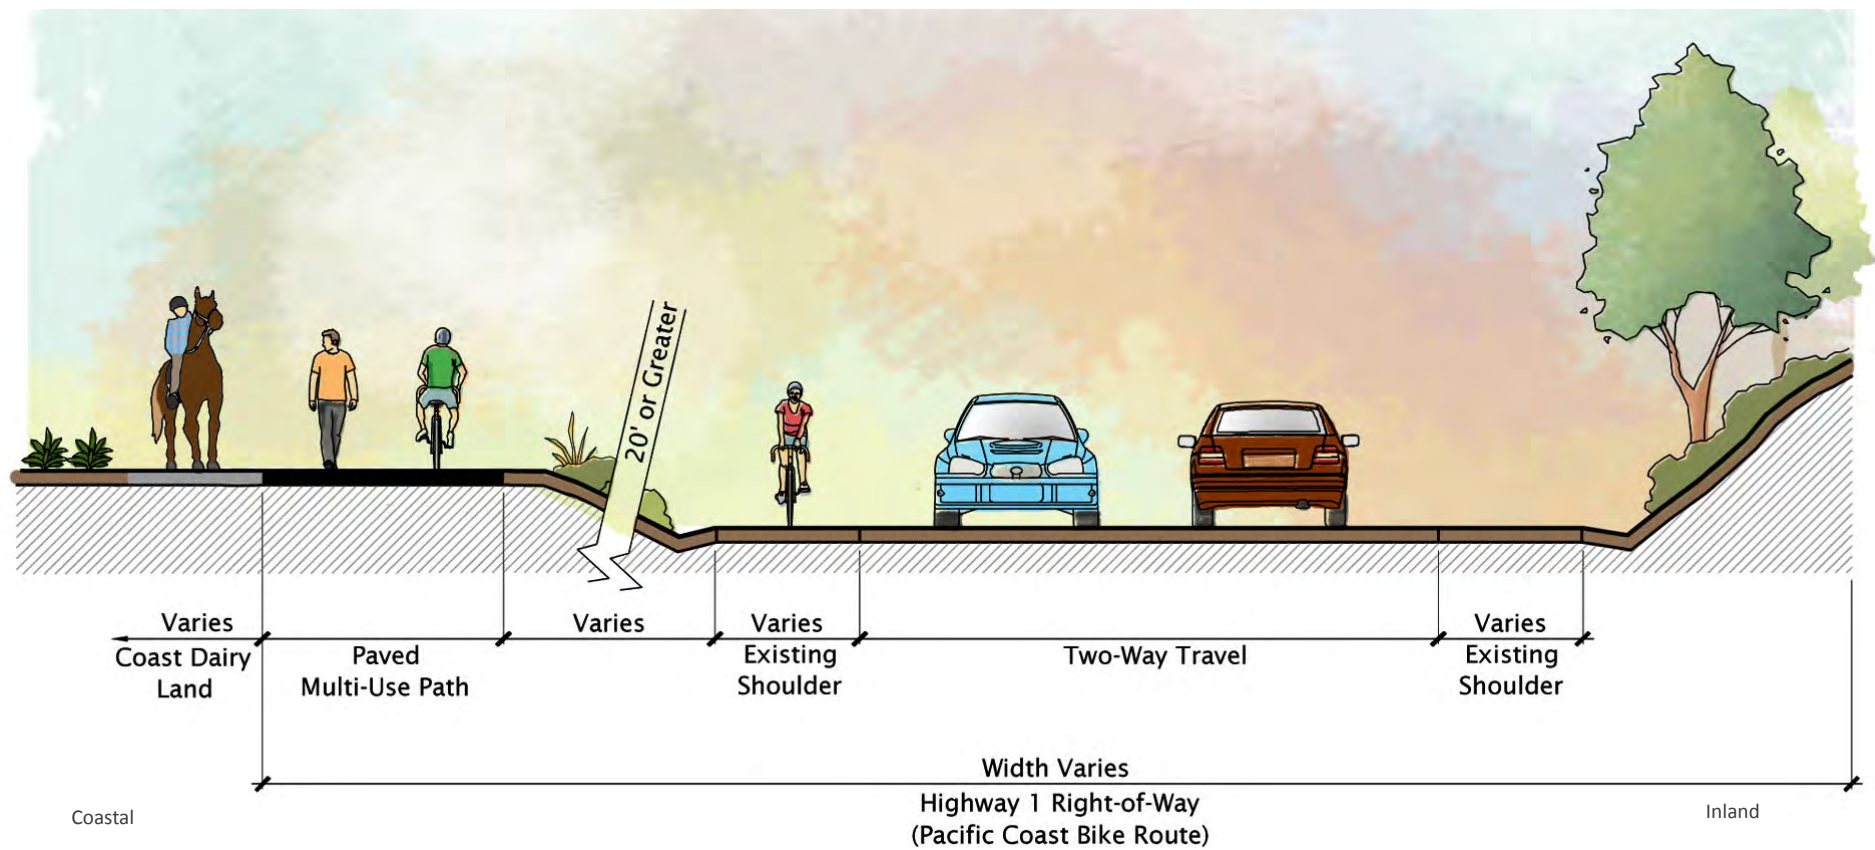 20' or Greater
Varies
Coast Dairy
Land
Paved
Multi-Use Path
Varies
Varies
Existing
Shoulder
Two-Way Travel
Varies
Existing
Shoulder
Width Varies
Highway 1 Right-of-Way
(Pacific Coast Bike Route)
Coastal
Inland